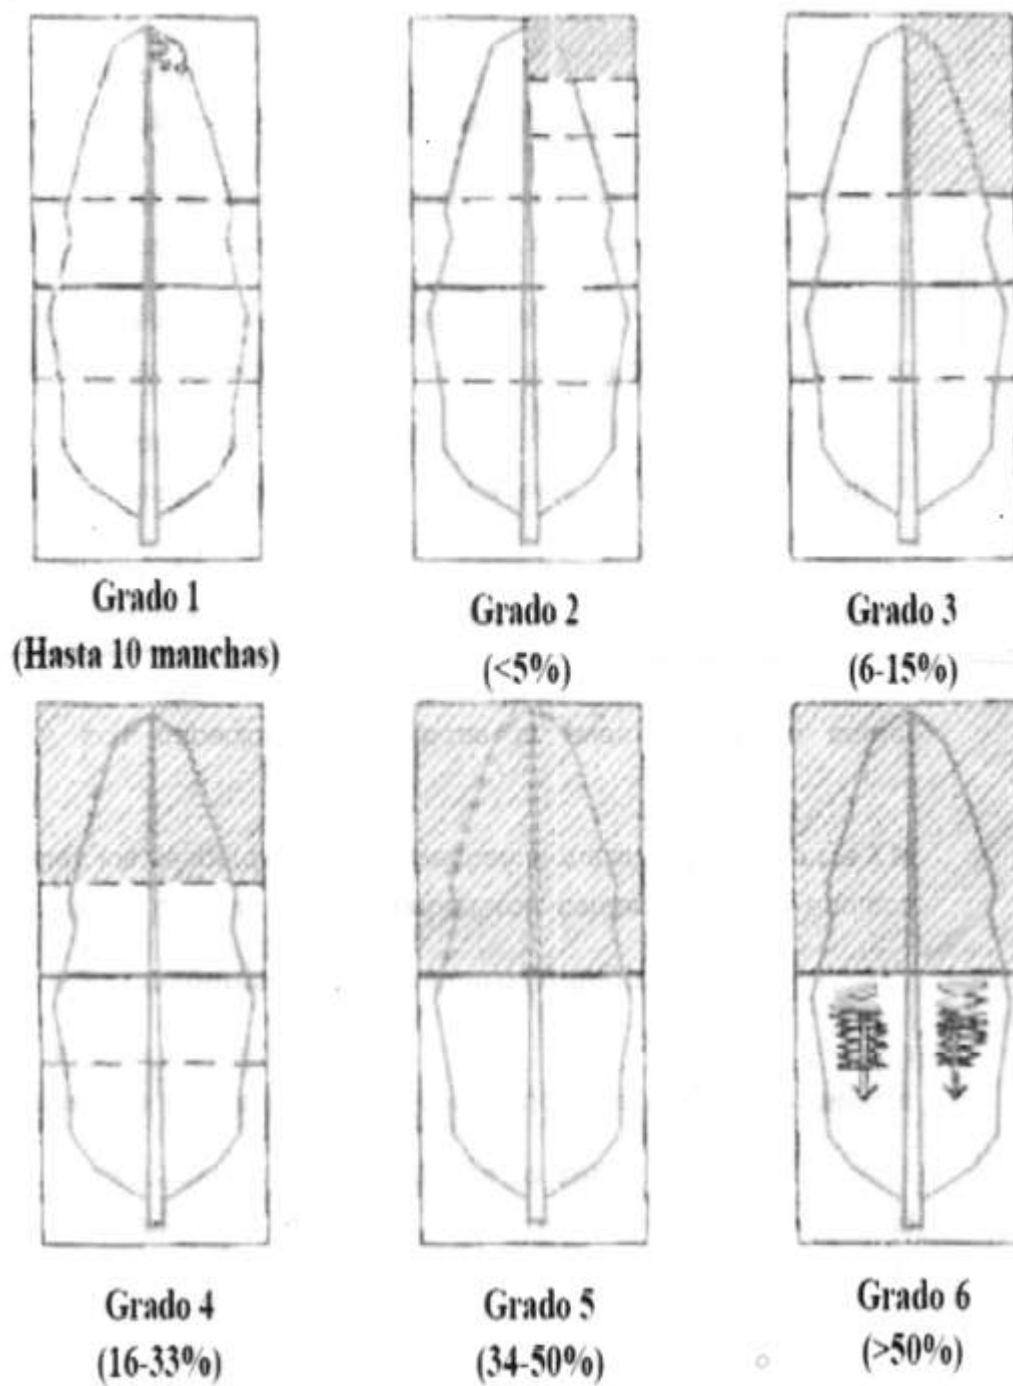 Grado 1
(Hasta 10 manchas)
Grado 2
(<5%)
Grado 3
(6-15%)
Grado 4
(16-33%)
Grado 5
(34-50%)
Grado 6
(>50%)